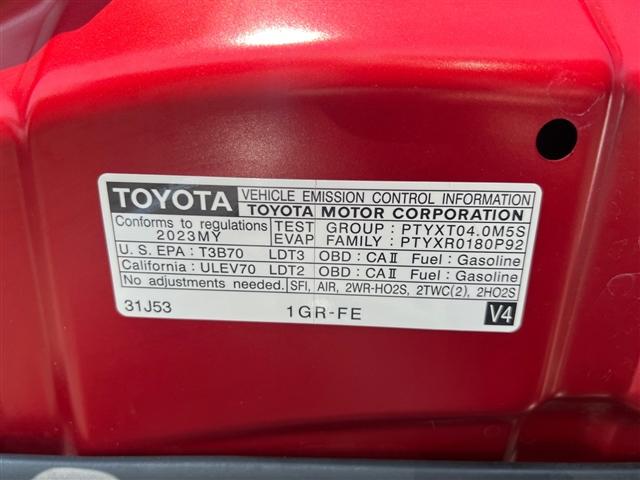 TOYOTA VEHICLE EMISSION CONTROL INFORMATION
TOYOTA MOTOR CORPORATION
Conforms to regulations TEST GROUP : PTYXT04.0M5S
2023MY EVAP FAMILY : PTYXR0180P92
U.S. EPA : T3B70 LDT3 OBD : CAⅡ Fuel : Gasoline
California : ULEV70 LDT2 OBD : CAⅡ Fuel : Gasoline
No adjustments needed. SFI, AIR, 2WR-HO2S, 2TWC(2), 2HO2S
31J53 1GR-FE V4